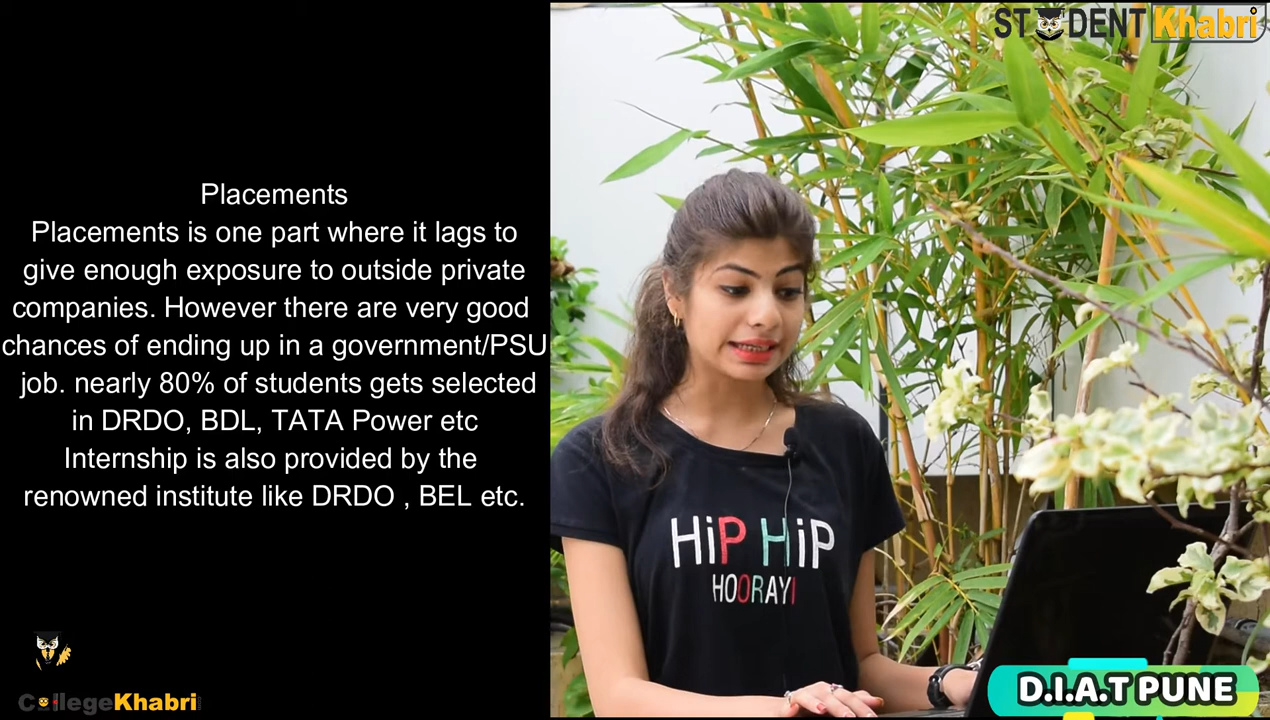 STUDENT Khabri
Placements
Placements is one part where it lags to
give enough exposure to outside private
companies. However there are very good
chances of ending up in a government/PSU
job. nearly 80% of students gets selected
in DRDO, BDL, TATA Power etc
Internship is also provided by the
renowned institute like DRDO , BEL etc.
HiP HiP
HOORAY!
CollegeKhabri
D.I.A.T PUNE